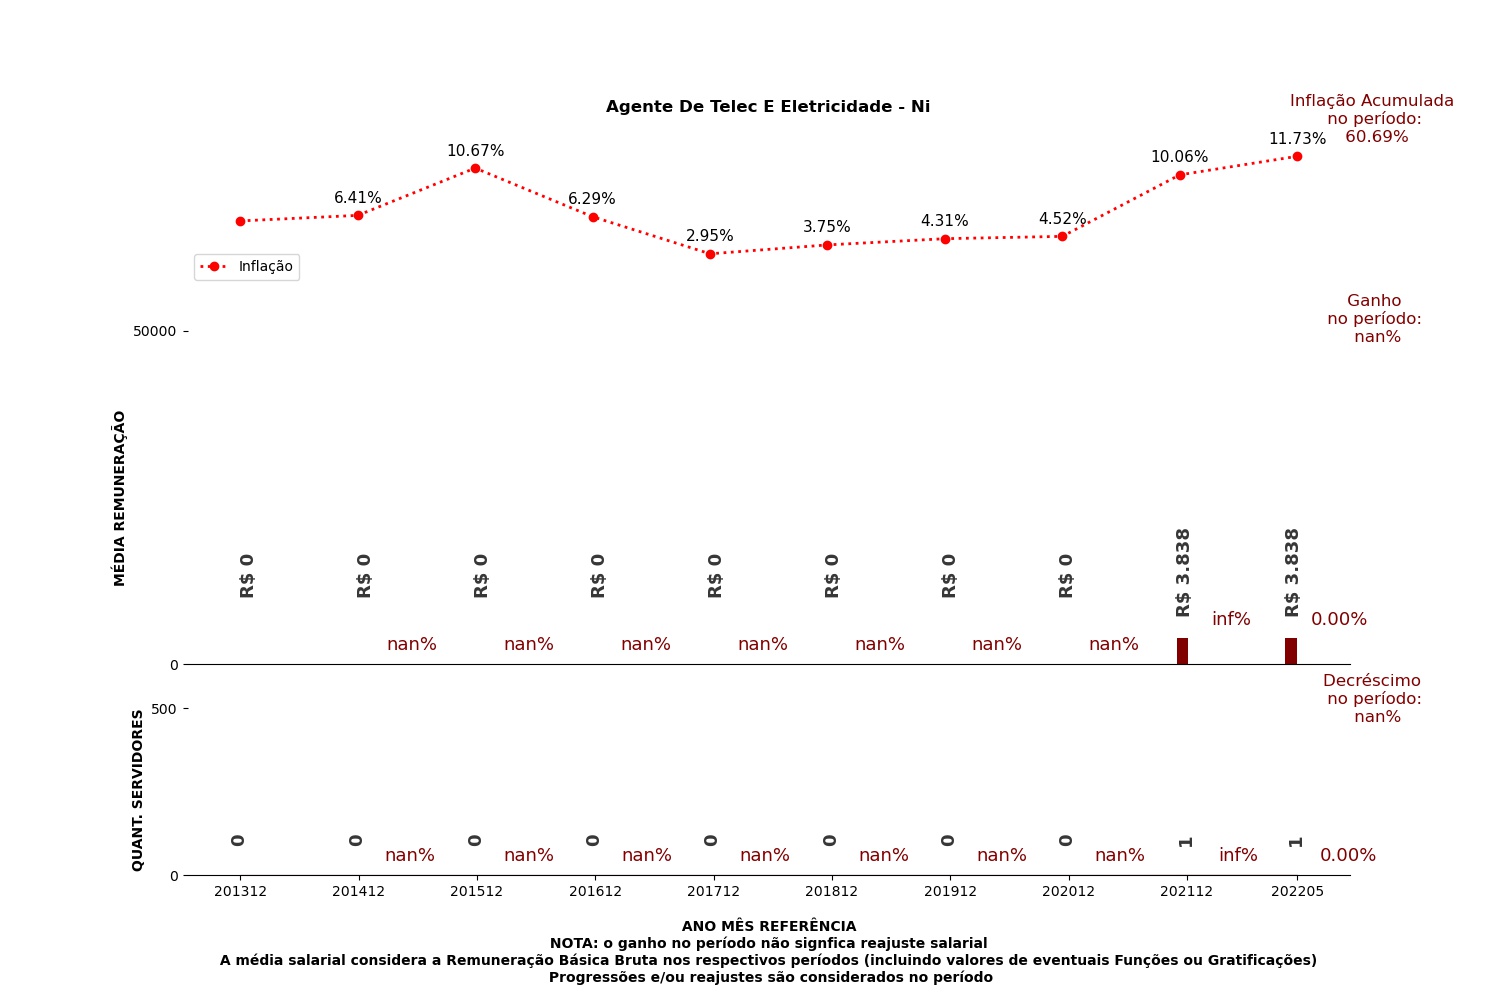 Agente De Telec E Eletricidade - Ni
Inflação Acumulada
no período:
60.69%
6.41%
10.67%
6.29%
2.95%
3.75%
4.31%
4.52%
10.06%
11.73%
Inflação
Ganho
no período:
nan%
50000
0
MÉDIA REMUNERAÇÃO
R$ 0
R$ 0
R$ 0
R$ 0
R$ 0
R$ 0
R$ 0
R$ 0
R$ 3.838
R$ 3.838
nan%
nan%
nan%
nan%
nan%
nan%
nan%
inf%
0.00%
Decréscimo
no período:
nan%
500
0
QUANT. SERVIDORES
0
0
0
0
0
0
0
0
1
1
nan%
nan%
nan%
nan%
nan%
nan%
nan%
inf%
0.00%
201312
201412
201512
201612
201712
201812
201912
202012
202112
202205
ANO MÊS REFERÊNCIA
NOTA: o ganho no período não signfica reajuste salarial
A média salarial considera a Remuneração Básica Bruta nos respectivos períodos (incluindo valores de eventuais Funções ou Gratificações)
Progressões e/ou reajustes são considerados no período